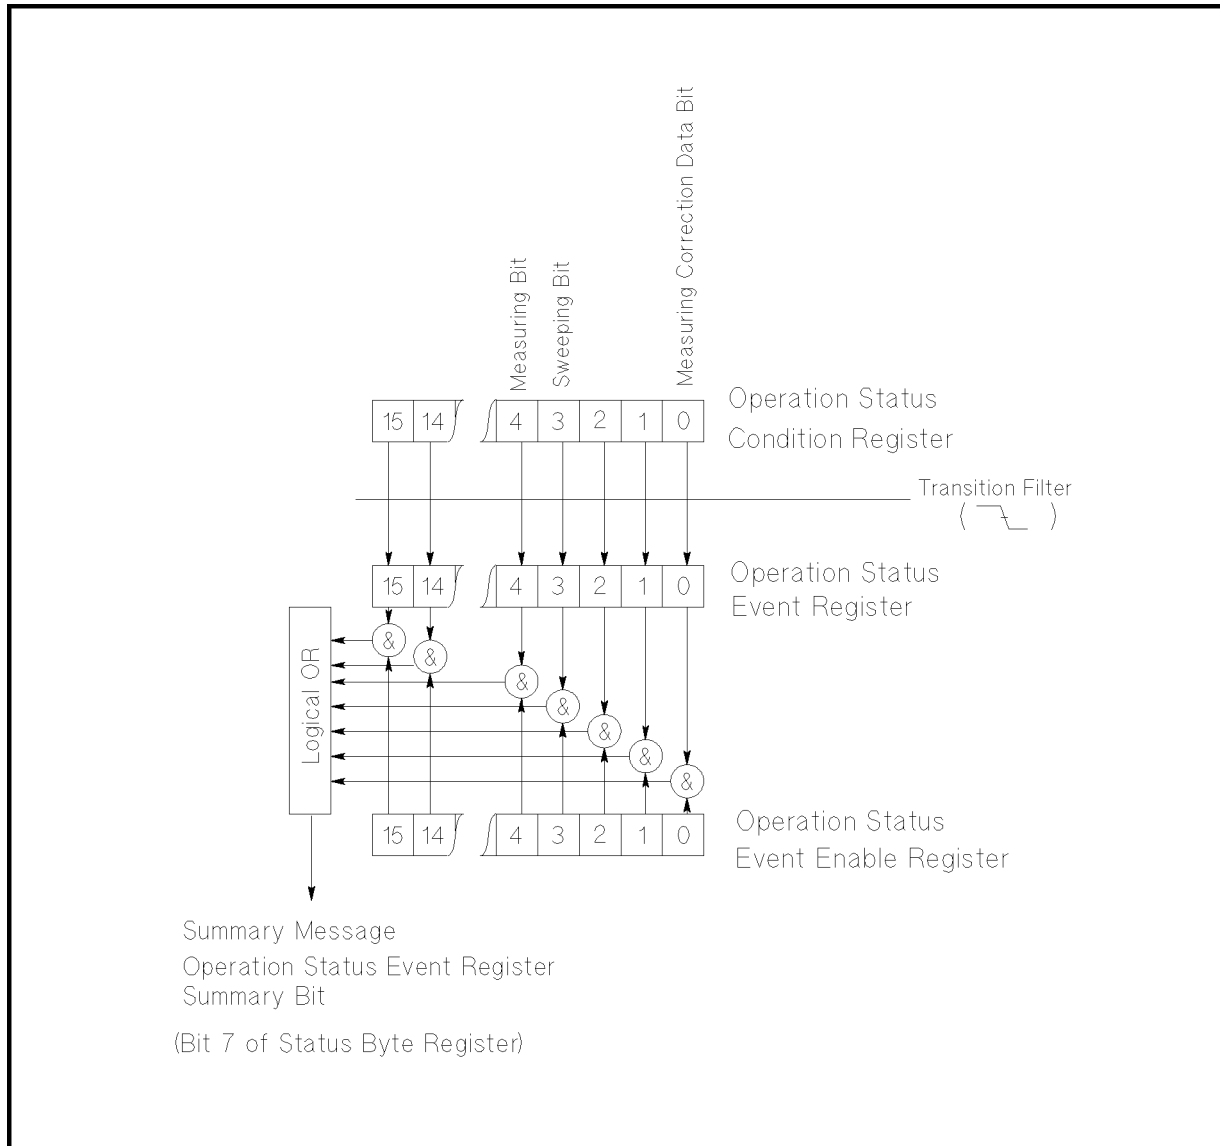 Measuring Bit
Sweeping Bit
Measuring Correction Data Bit
15 14 4 3 2 1 0
Operation Status
Condition Register
Transition Filter
( )
15 14 4 3 2 1 0
Operation Status
Event Register
Logical OR
& & & & & & &
15 14 4 3 2 1 0
Operation Status
Event Enable Register
Summary Message
Operation Status Event Register
Summary Bit
(Bit 7 of Status Byte Register)